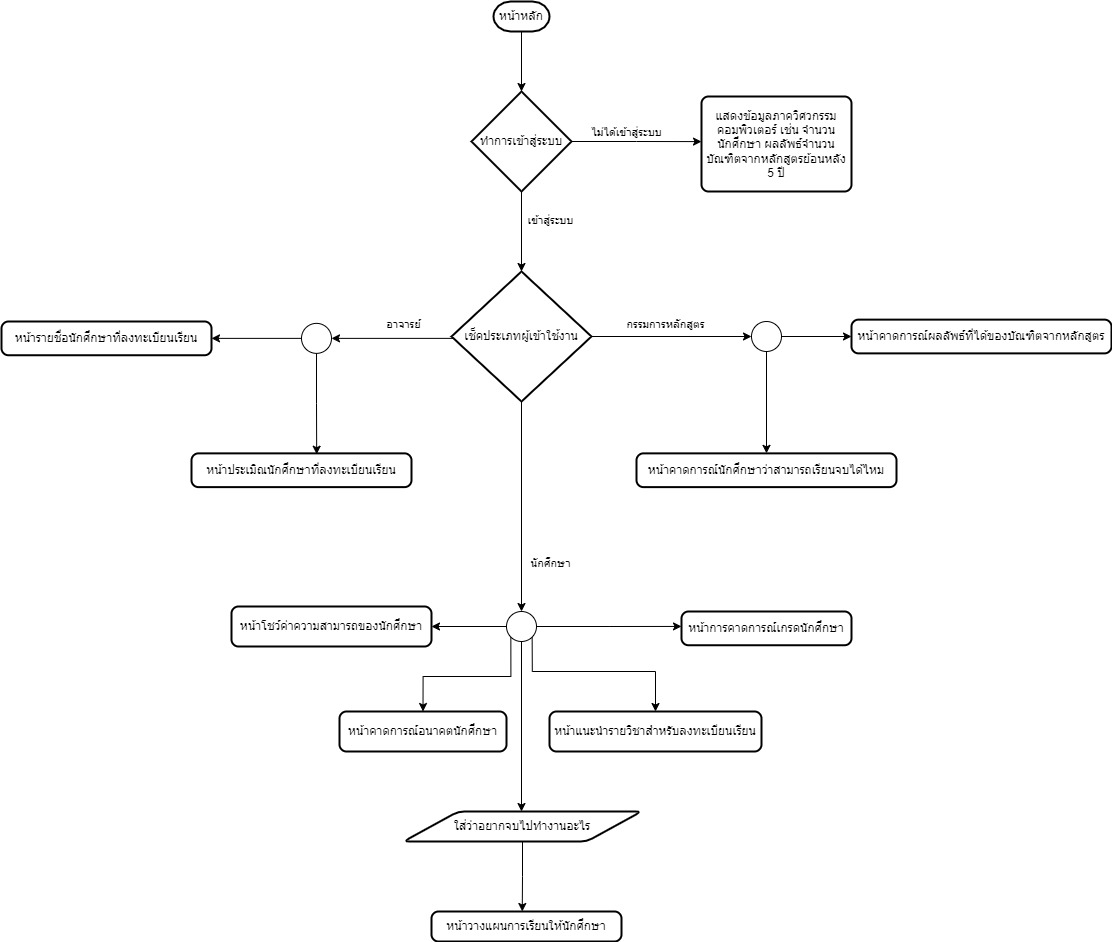 หน้าหลัก
ทำการเข้าสู่ระบบ
ไม่ได้เข้าสู่ระบบ
แสดงข้อมูลภาควิศวกรรม
คอมพิวเตอร์ เช่น จำนวน
นักศึกษา ผลลัพธ์จำนวน
บัณฑิตจากหลักสูตรย้อนหลัง
5 ปี
เข้าสู่ระบบ
เช็คประเภทผู้เข้าใช้งาน
อาจารย์
กรรมการหลักสูตร
หน้ารายชื่อนักศึกษาที่ลงทะเบียนเรียน
หน้าคาดการณ์ผลลัพธ์ที่ได้ของบัณฑิตจากหลักสูตร
หน้าประเมิณนักศึกษาที่ลงทะเบียนเรียน
หน้าคาดการณ์นักศึกษาว่าสามารถเรียนจบได้ไหม
นักศึกษา
หน้าโชว์ค่าความสามารถของนักศึกษา
หน้าการคาดการณ์เกรดนักศึกษา
หน้าคาดการณ์อนาคตนักศึกษา
หน้าแนะนำรายวิชาสำหรับลงทะเบียนเรียน
ใส่ว่าอยากจบไปทำงานอะไร
หน้าวางแผนการเรียนให้นักศึกษา